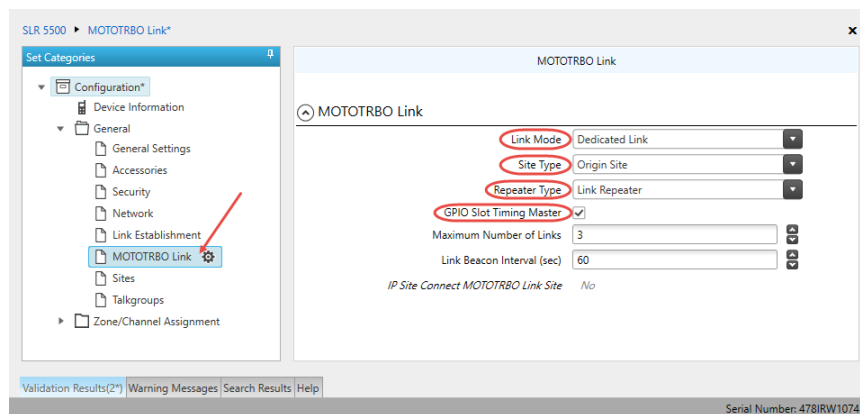 SLR 5500 ▶ MOTOTRBO Link*
x
Set Categories
Configuration*
Device Information
General
General Settings
Accessories
Security
Network
Link Establishment
MOTOTRBO Link
Sites
Talkgroups
Zone/Channel Assignment
MOTOTRBO Link
MOTOTRBO Link
Link Mode Dedicated Link
Site Type Origin Site
Repeater Type Link Repeater
GPIO Slot Timing Master
Maximum Number of Links 3
Link Beacon Interval (sec) 60
IP Site Connect MOTOTRBO Link Site No
Validation Results(2*) Warning Messages Search Results Help
Serial Number: 478IRW1074